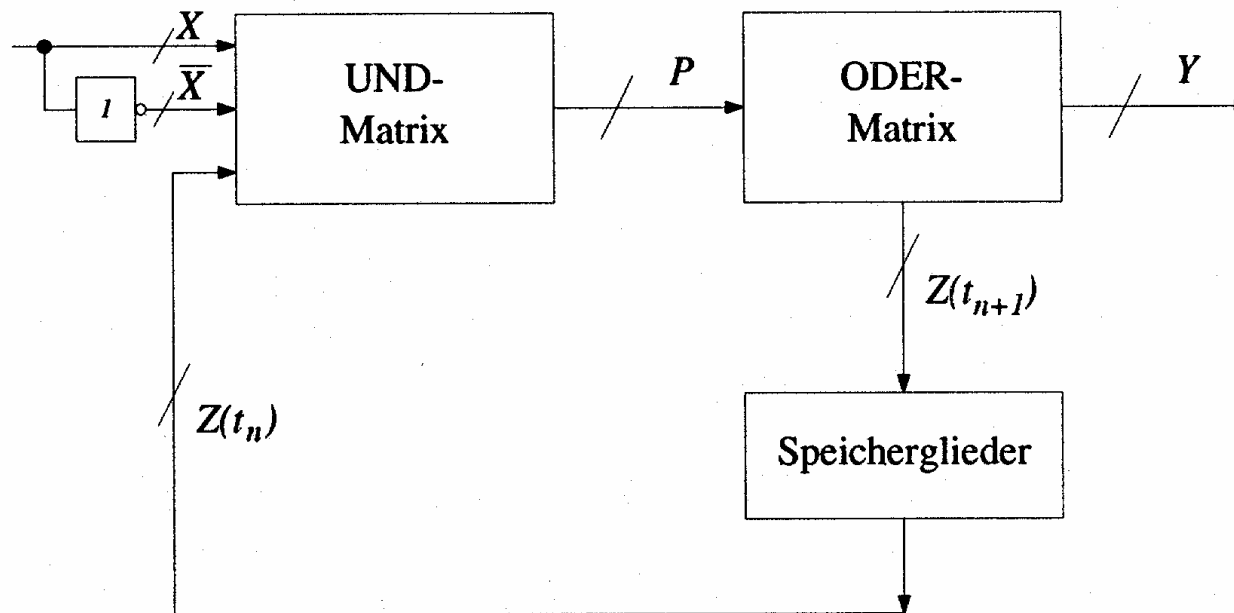 X
X̅
1
UND-
Matrix
P
ODER-
Matrix
Y
Z(tₙ₊₁)
Z(tₙ)
Speicherglieder